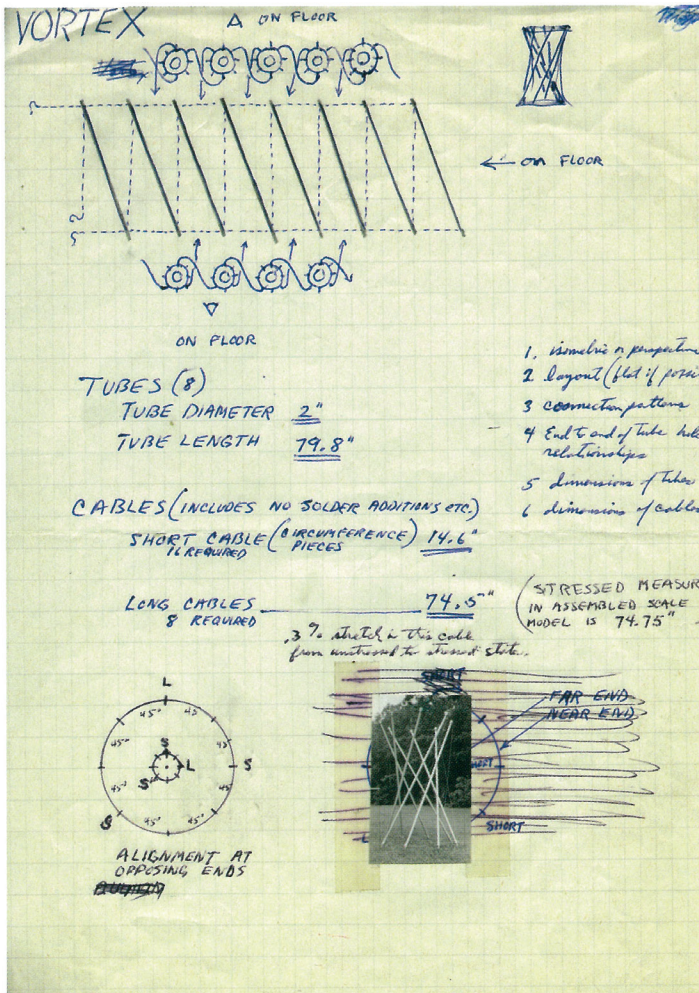 VORTEX
Δ ON FLOOR
← ON FLOOR
ON FLOOR
1. isometric or perspective
2 layout (flat if possi
3 connection patterns
4 End to end of tube hole
relationships
5 dimensions of tubes
6 dimensions of cables
TUBES (8)
TUBE DIAMETER 2"
TUBE LENGTH 79.8"
CABLES (INCLUDES NO SOLDER ADDITIONS ETC.)
SHORT CABLE (CIRCUMFERENCE PIECES) 14.6"
16 REQUIRED
LONG CABLES 74.5"
8 REQUIRED
(STRESSED MEASUR
IN ASSEMBLED SCALE
MODEL IS 74.75"
.3% stretch in this cable
from unstressed to stressed state.
L
45° 45°
45° 45°
S
L
S
S
45° 45°
45° 45°
S
ALIGNMENT AT
OPPOSING ENDS
SHORT
FAR END
NEAR END
SHORT
L